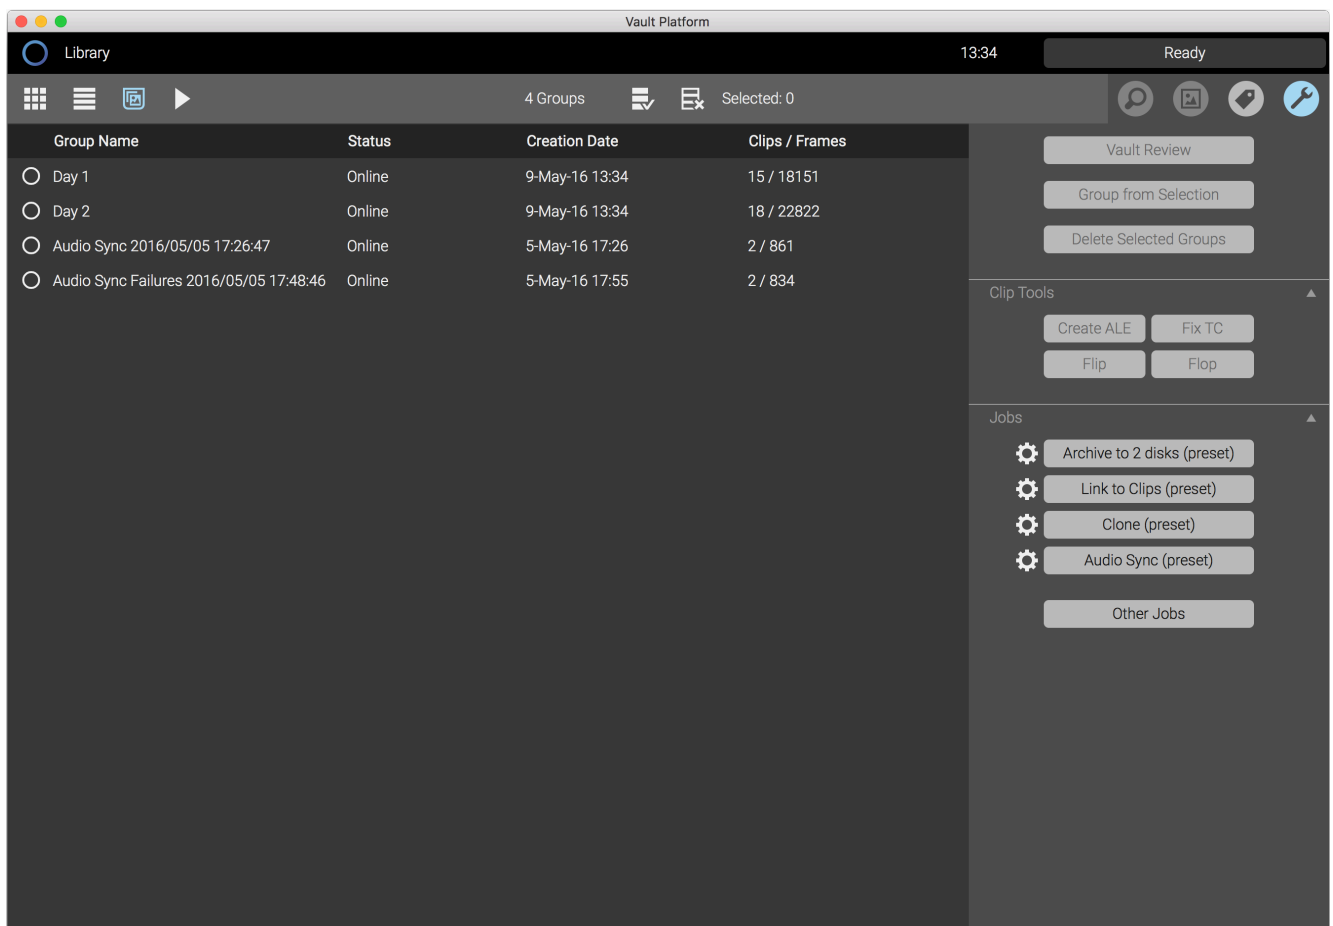 Vault Platform
Library
13:34
Ready
4 Groups
Selected: 0
Group Name Status Creation Date Clips / Frames
Day 1 Online 9-May-16 13:34 15 / 18151
Day 2 Online 9-May-16 13:34 18 / 22822
Audio Sync 2016/05/05 17:26:47 Online 5-May-16 17:26 2 / 861
Audio Sync Failures 2016/05/05 17:48:46 Online 5-May-16 17:55 2 / 834
Vault Review
Group from Selection
Delete Selected Groups
Clip Tools
Create ALE Fix TC
Flip Flop
Jobs
Archive to 2 disks (preset)
Link to Clips (preset)
Clone (preset)
Audio Sync (preset)
Other Jobs